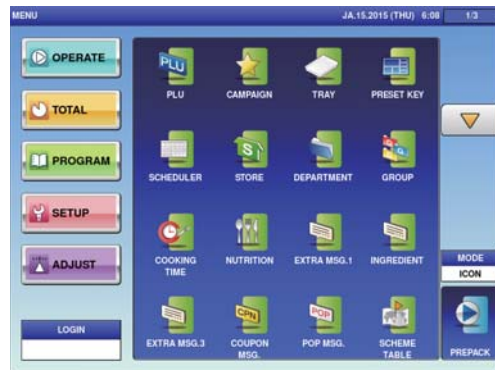 MENU
JA.15.2015 (THU) 6:08
1/3
OPERATE
TOTAL
PROGRAM
SETUP
ADJUST
LOGIN
PLU
PLU
CAMPAIGN
TRAY
PRESET KEY
SCHEDULER
S
STORE
DEPARTMENT
G
G
GROUP
COOKING
TIME
NUTRITION
EXTRA MSG.1
INGREDIENT
EXTRA MSG.3
CPN
COUPON
MSG.
POP
POP MSG.
SCHEME
TABLE
MODE
ICON
PREPACK